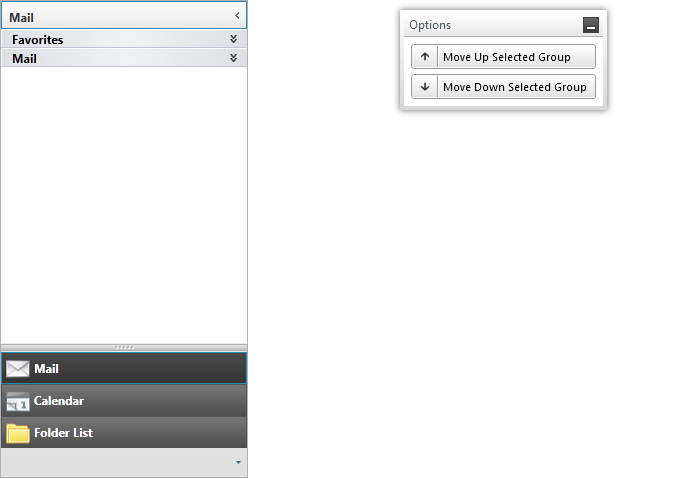 Mail
Favorites
Mail
Mail
Calendar
Folder List
Options
Move Up Selected Group
Move Down Selected Group